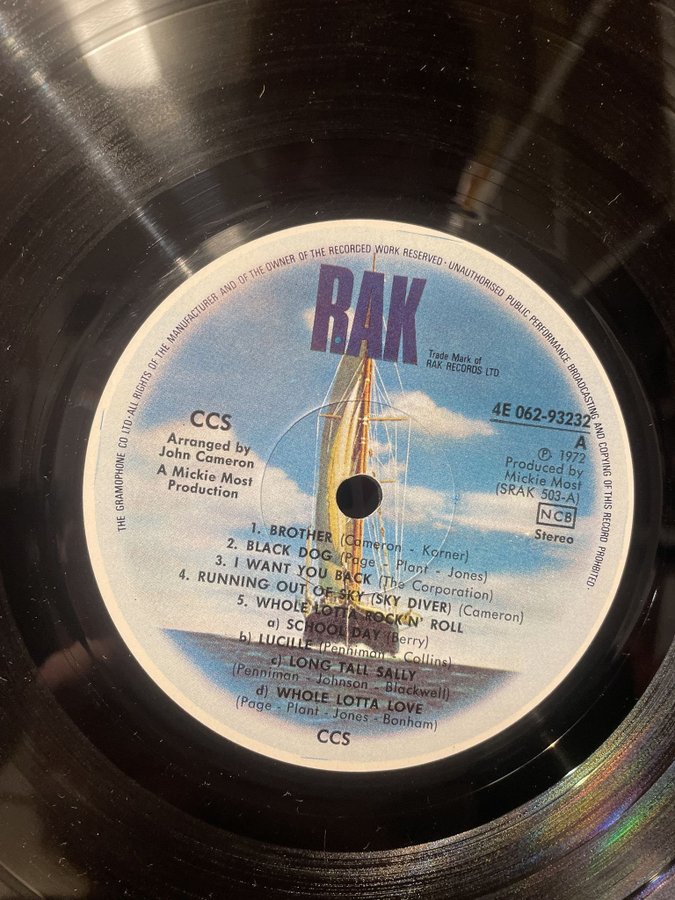 THE GRAMOPHONE CO LTD · ALL RIGHTS OF THE MANUFACTURER AND OF THE OWNER OF THE RECORDED WORK RESERVED · UNAUTHORISED PUBLIC PERFORMANCE BROADCASTING AND COPYING OF THIS RECORD PROHIBITED ·
RAK
Trade Mark of
RAK RECORDS LTD
CCS
Arranged by
John Cameron
A Mickie Most
Production
4E 062-93232
A
℗ 1972
Produced by
Mickie Most
(SRAK 503-A)
NCB
Stereo
1. BROTHER (Cameron - Korner)
2. BLACK DOG (Page - Plant - Jones)
3. I WANT YOU BACK (The Corporation)
4. RUNNING OUT OF SKY (SKY DIVER) (Cameron)
5. WHOLE LOTTA ROCK'N' ROLL
a) SCHOOL DAY (Berry)
b) LUCILLE (Penniman - Collins)
c) LONG TALL SALLY
(Penniman - Johnson - Blackwell)
d) WHOLE LOTTA LOVE
(Page - Plant - Jones - Bonham)
CCS